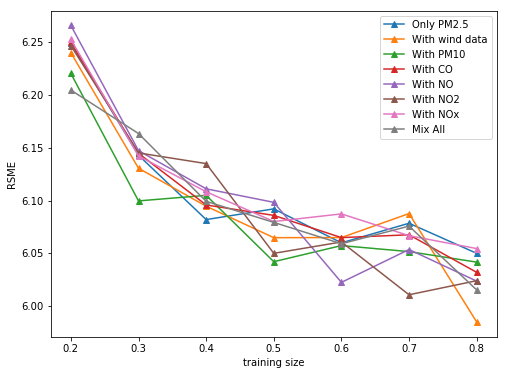 Only PM2.5
With wind data
With PM10
With CO
With NO
With NO2
With NOx
Mix All
6.25
6.20
6.15
6.10
6.05
6.00
RSME
0.2 0.3 0.4 0.5 0.6 0.7 0.8
training size